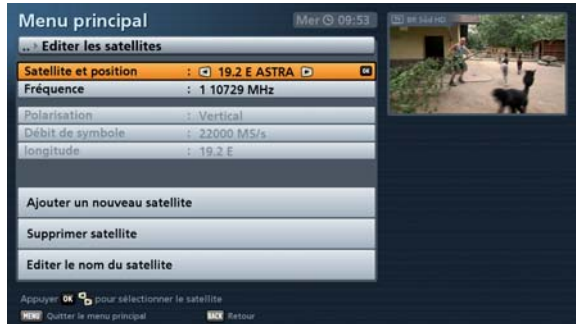 Menu principal
Mer 09:53
BR Süd HD
.. › Editer les satellites
Satellite et position : 19.2 E ASTRA OK
Fréquence : 1 10729 MHz
Polarisation : Vertical
Débit de symbole : 22000 MS/s
longitude : 19.2 E
Ajouter un nouveau satellite
Supprimer satellite
Editer le nom du satellite
Appuyer OK pour sélectionner le satellite
MENU Quitter le menu principal BACK Retour